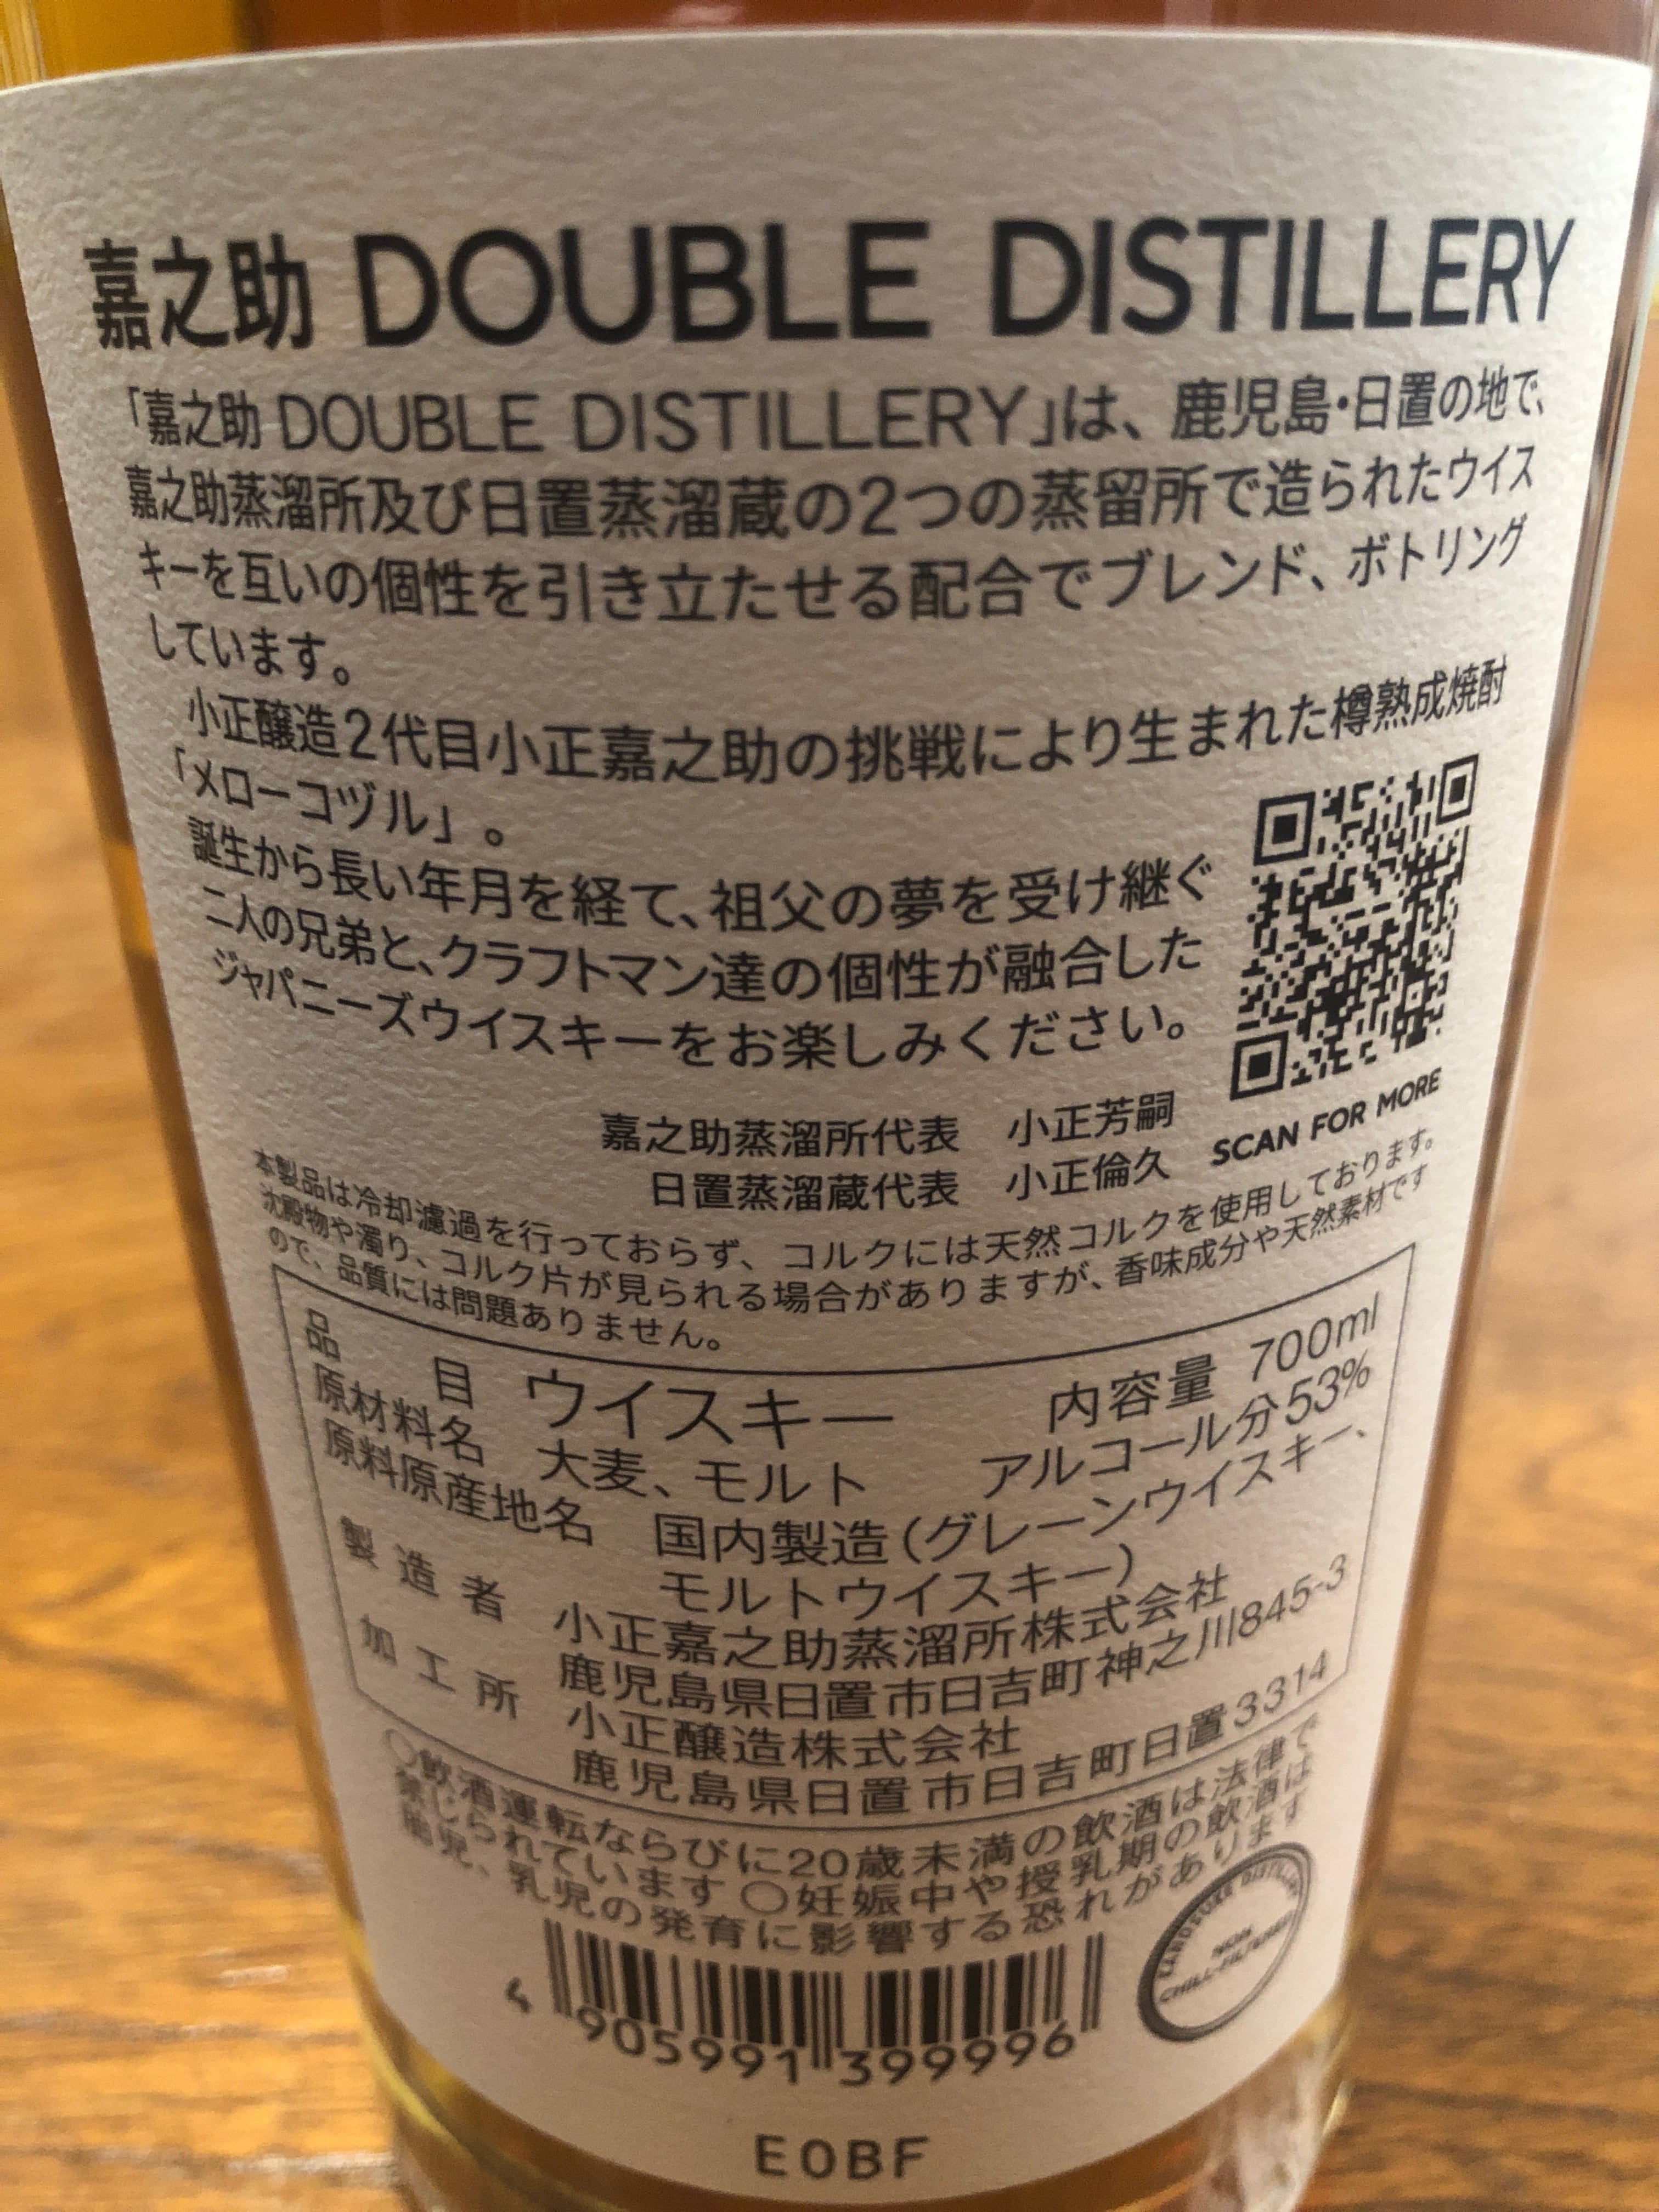 嘉之助 DOUBLE DISTILLERY
「嘉之助 DOUBLE DISTILLERY」は、鹿児島・日置の地で、
嘉之助蒸溜所及び日置蒸溜蔵の2つの蒸留所で造られたウイス
キーを互いの個性を引き立たせる配合でブレンド、ボトリング
しています。
小正醸造2代目小正嘉之助の挑戦により生まれた樽熟成焼酎
「メローコヅル」。
誕生から長い年月を経て、祖父の夢を受け継ぐ
二人の兄弟と、クラフトマン達の個性が融合した
ジャパニーズウイスキーをお楽しみください。
嘉之助蒸溜所代表 小正芳嗣
日置蒸溜蔵代表 小正倫久
SCAN FOR MORE
本製品は冷却濾過を行っておらず、コルクには天然コルクを使用しております。
沈殿物や濁り、コルク片が見られる場合がありますが、香味成分や天然素材です
ので、品質には問題ありません。
品目 ウイスキー 内容量 700ml
原材料名 大麦、モルト アルコール分53%
原料原産地名 国内製造(グレーンウイスキー、
モルトウイスキー)
製造者 小正嘉之助蒸溜所株式会社
鹿児島県日置市日吉町神之川845-3
加工所 小正醸造株式会社
鹿児島県日置市日吉町日置3314
○飲酒運転ならびに20歳未満の飲酒は法律で
禁じられています ○妊娠中や授乳期の飲酒は
胎児、乳児の発育に影響する恐れがあります
KANOSUKE DISTILLERY
NON
CHILL-FILTERED
4 905991 399996
E0BF